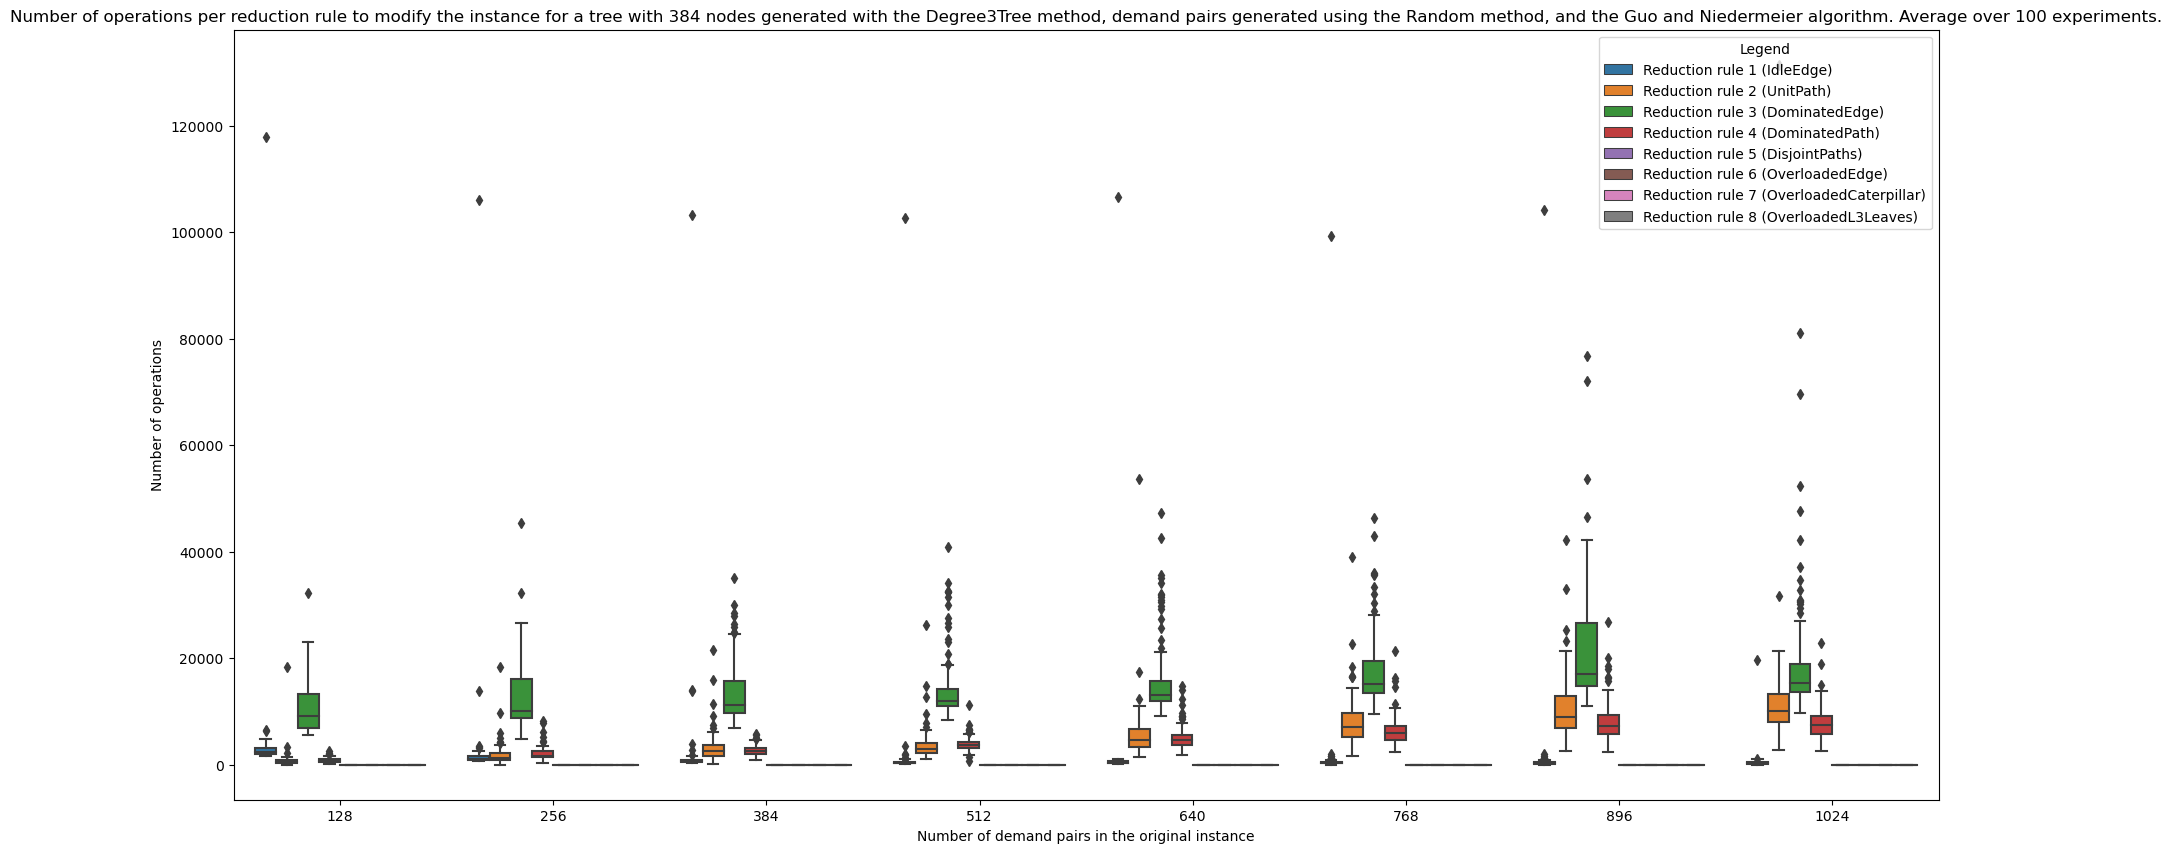 Number of operations per reduction rule to modify the instance for a tree with 384 nodes generated with the Degree3Tree method, demand pairs generated using the Random method, and the Guo and Niedermeier algorithm. Average over 100 experiments.
Legend
Reduction rule 1 (IdleEdge)
Reduction rule 2 (UnitPath)
Reduction rule 3 (DominatedEdge)
Reduction rule 4 (DominatedPath)
Reduction rule 5 (DisjointPaths)
Reduction rule 6 (OverloadedEdge)
Reduction rule 7 (OverloadedCaterpillar)
Reduction rule 8 (OverloadedL3Leaves)
Number of operations
120000
100000
80000
60000
40000
20000
0
128 256 384 512 640 768 896 1024
Number of demand pairs in the original instance